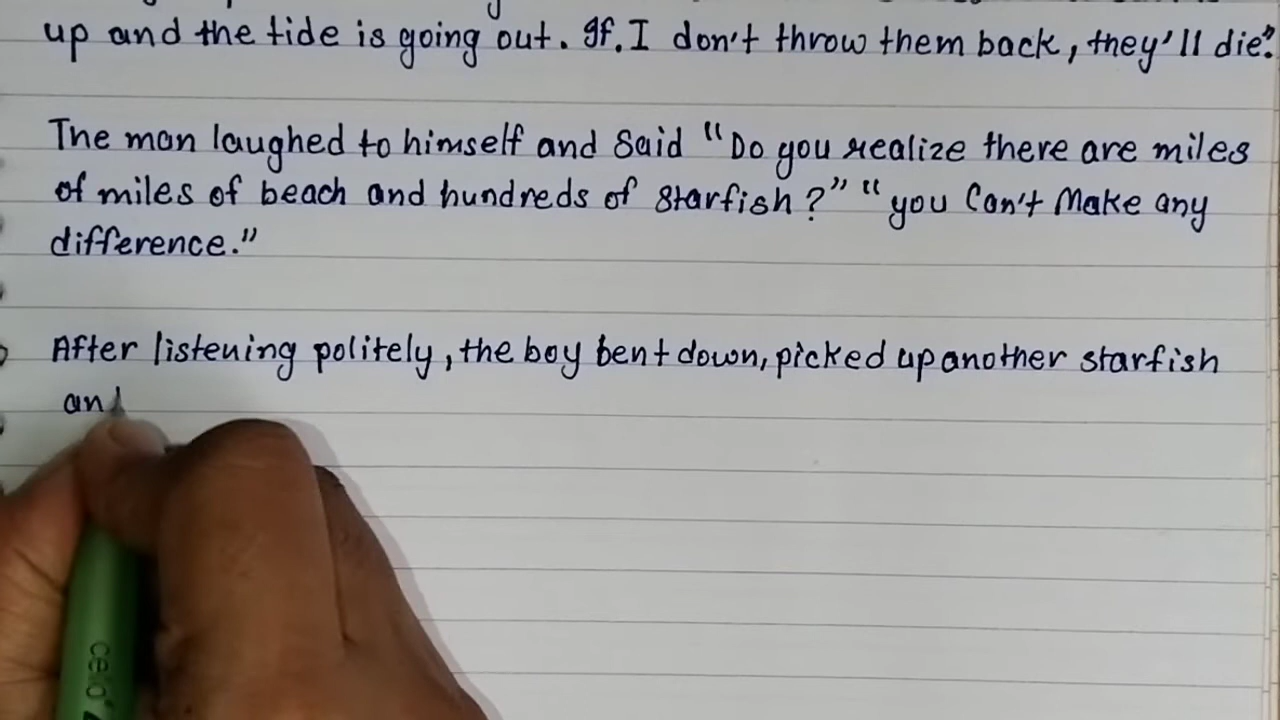 up and the tide is going out. If. I don't throw them back, they'll die."
The man laughed to himself and Said "Do you realize there are miles
of miles of beach and hundreds of starfish?" "you Can't Make any
difference."
After listening politely, the boy bent down, picked up another starfish
and
cello